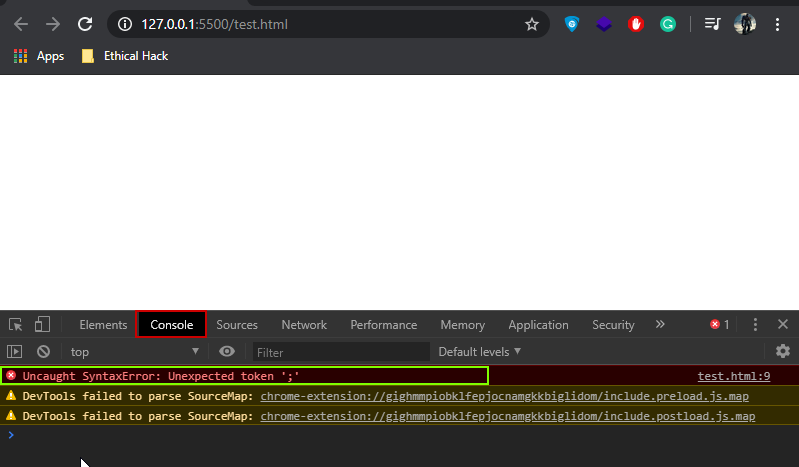 127.0.0.1:5500/test.html
Apps Ethical Hack
Elements Console Sources Network Performance Memory Application Security 1
top Filter Default levels
Uncaught SyntaxError: Unexpected token ';' test.html:9
DevTools failed to parse SourceMap: chrome-extension://gighmmpiobklfepjocnamgkkbiglidom/include.preload.js.map
DevTools failed to parse SourceMap: chrome-extension://gighmmpiobklfepjocnamgkkbiglidom/include.postload.js.map